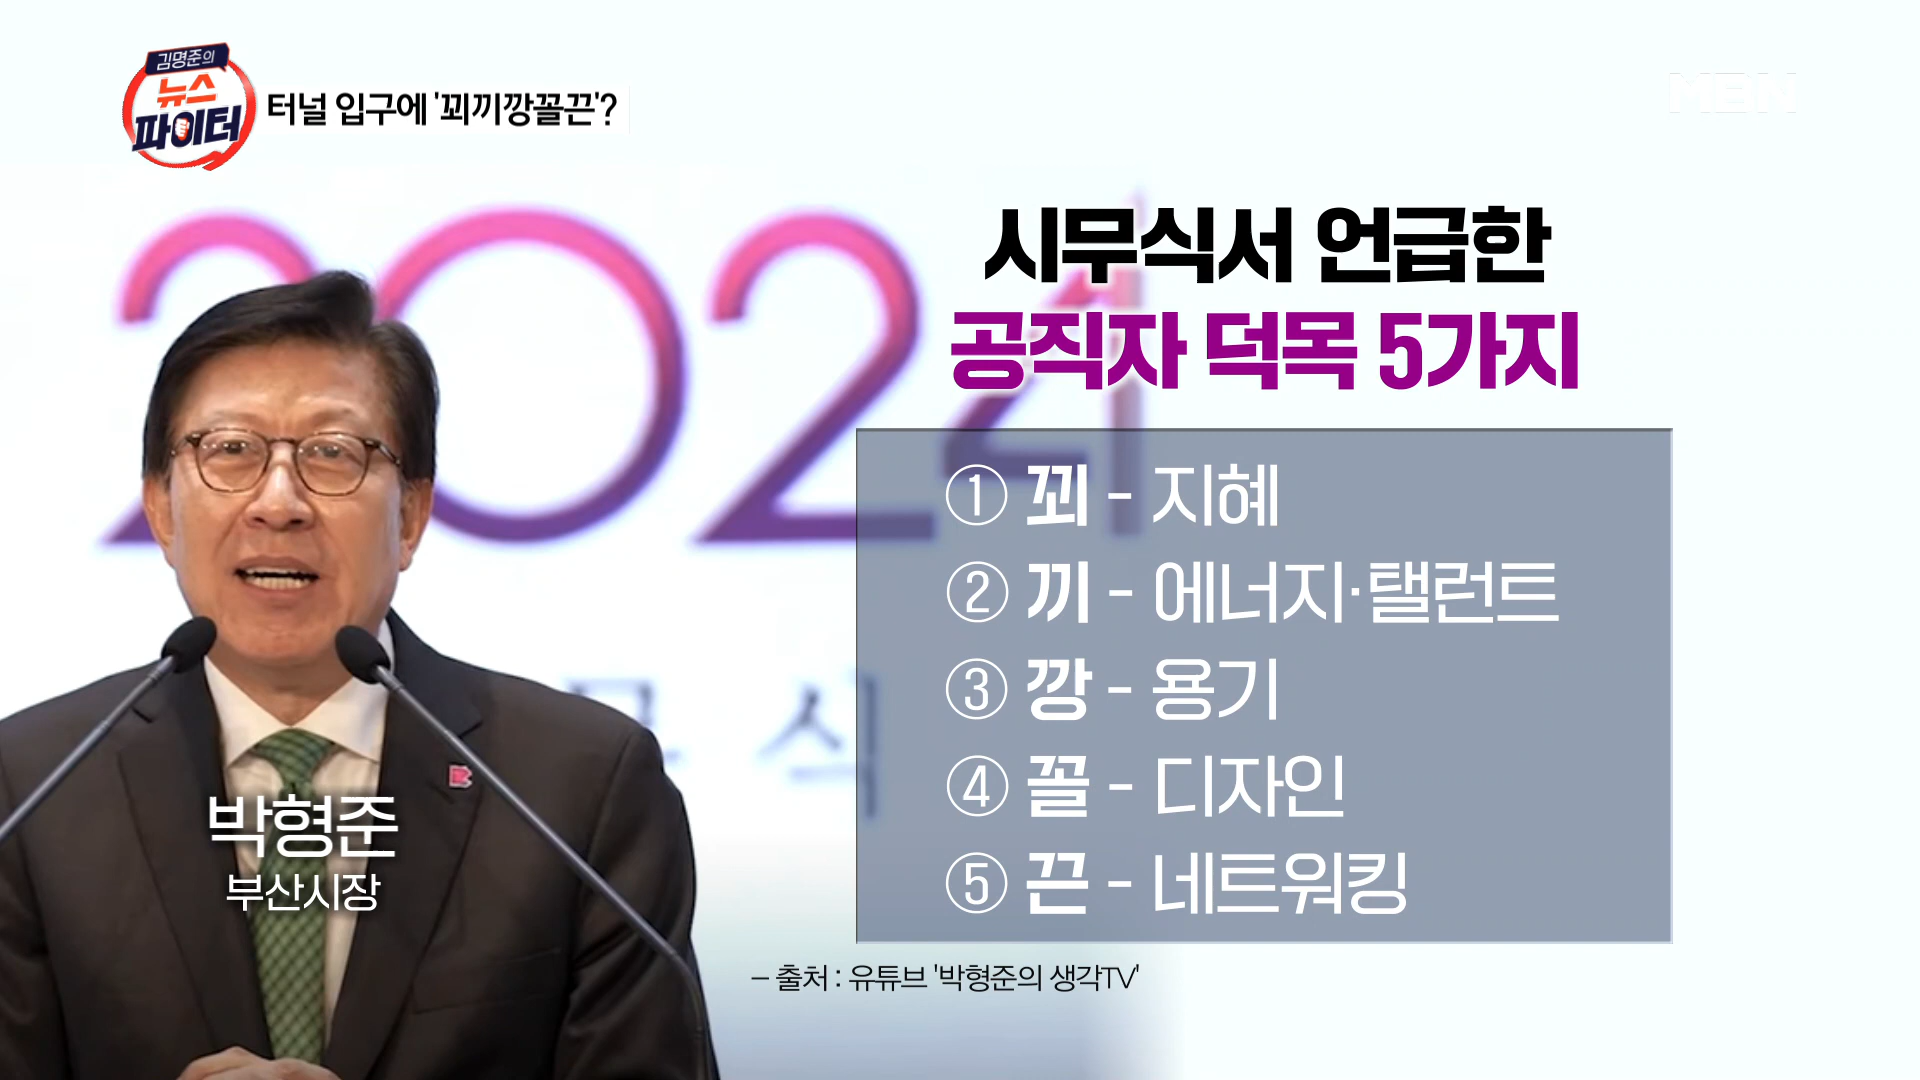 김명준의
뉴스
파이터
터널 입구에 '꾀끼깡꼴끈'?
MBN
2024
시무식서 언급한
공직자 덕목 5가지
① 꾀 - 지혜
② 끼 - 에너지·탤런트
③ 깡 - 용기
④ 꼴 - 디자인
⑤ 끈 - 네트워킹
무 식
박형준
부산시장
– 출처 : 유튜브 '박형준의 생각TV'